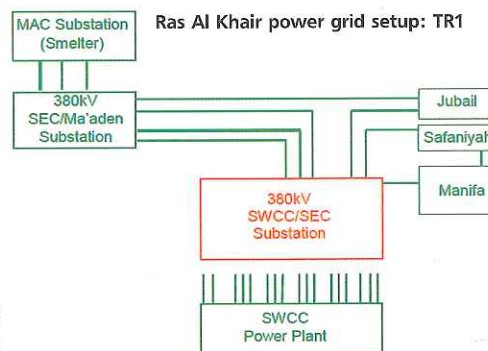 MAC Substation
(Smelter)
Ras Al Khair power grid setup: TR1
380kV
SEC/Ma'aden
Substation
Jubail
Safaniyah
Manifa
380kV
SWCC/SEC
Substation
SWCC
Power Plant